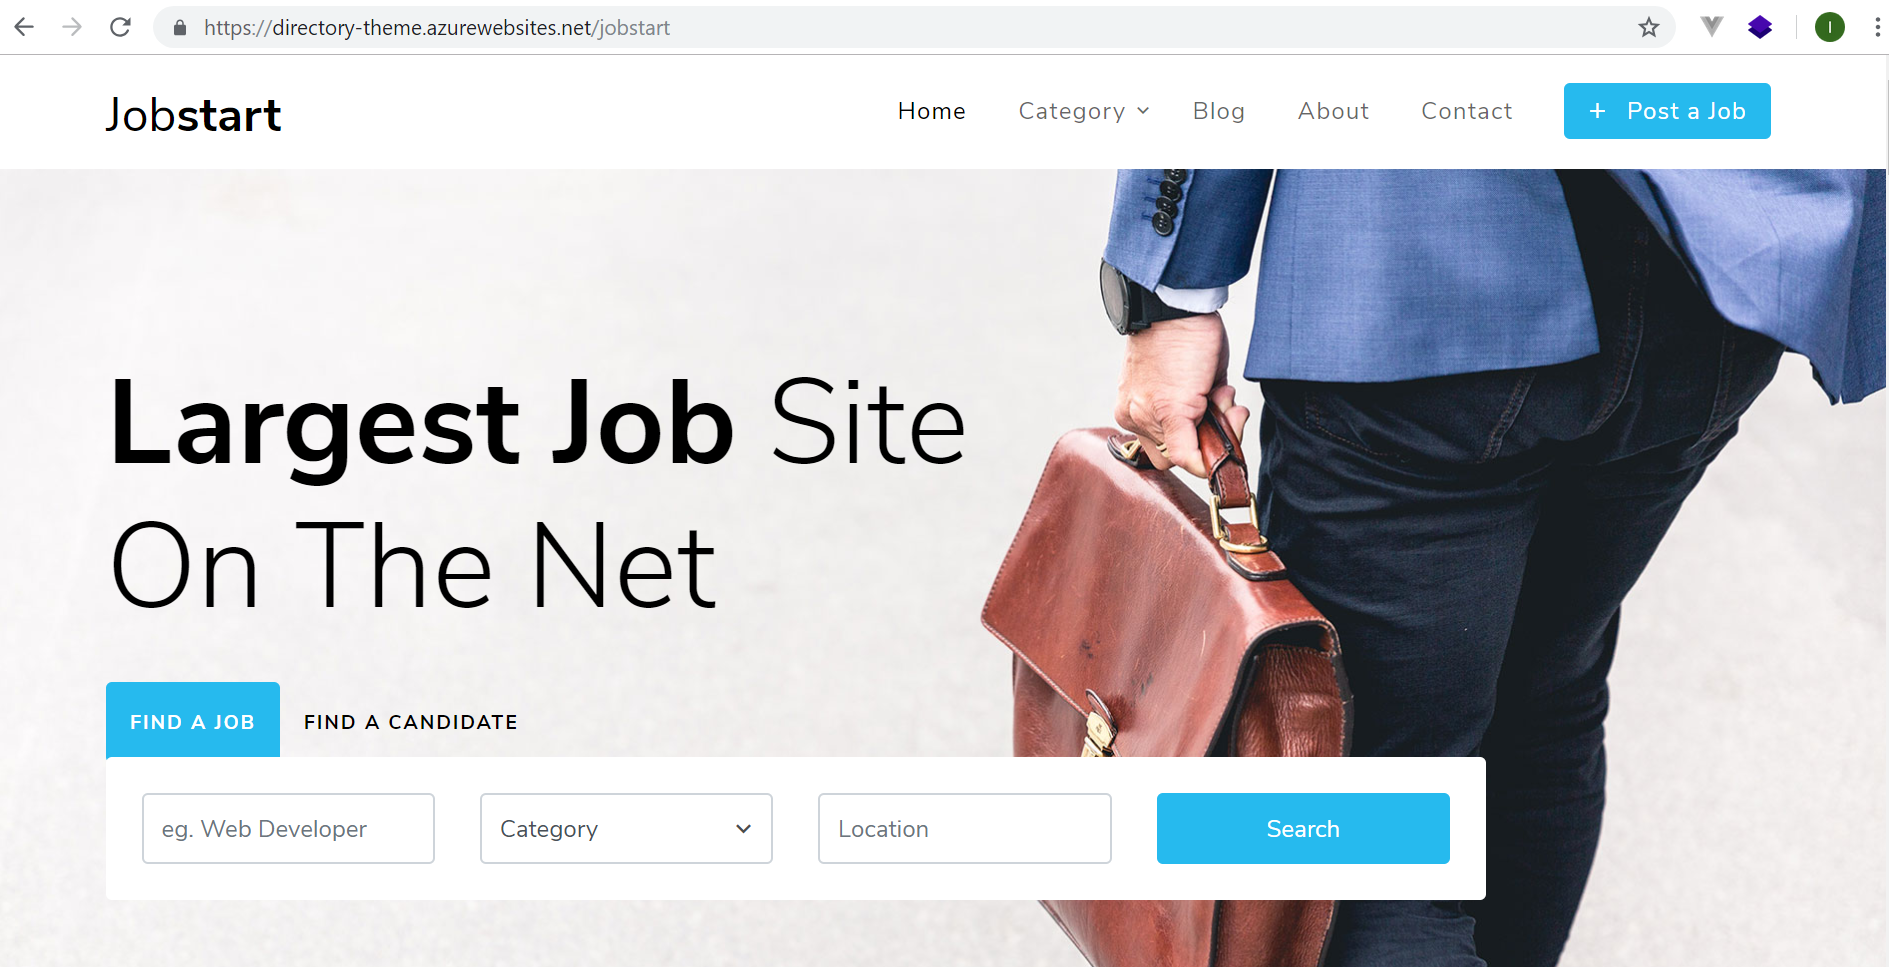 https://directory-theme.azurewebsites.net/jobstart
I
Jobstart
Home Category Blog About Contact + Post a Job
Largest Job Site
On The Net
FIND A JOB FIND A CANDIDATE
eg. Web Developer Category Location Search